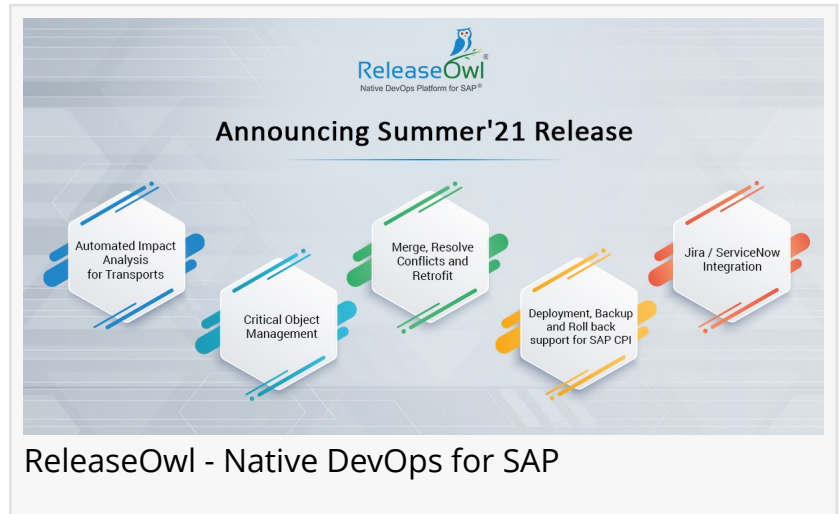 ReleaseOwl®
Native DevOps Platform for SAP®
Announcing Summer'21 Release
Automated Impact
Analysis
for Transports
Critical Object
Management
Merge, Resolve
Conflicts and
Retrofit
Deployment, Backup
and Roll back
support for SAP CPI
Jira / ServiceNow
Integration
ReleaseOwl - Native DevOps for SAP